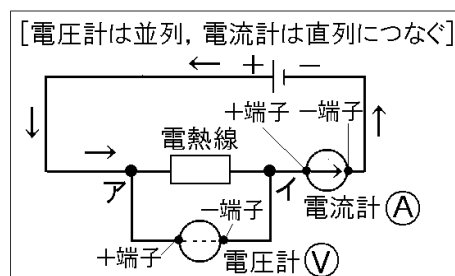 [電圧計は並列，電流計は直列につなぐ]
← + −
+端子 −端子
↓ → 電熱線 ↑
ア イ
電流計Ⓐ
−端子
+端子 電圧計Ⓥ